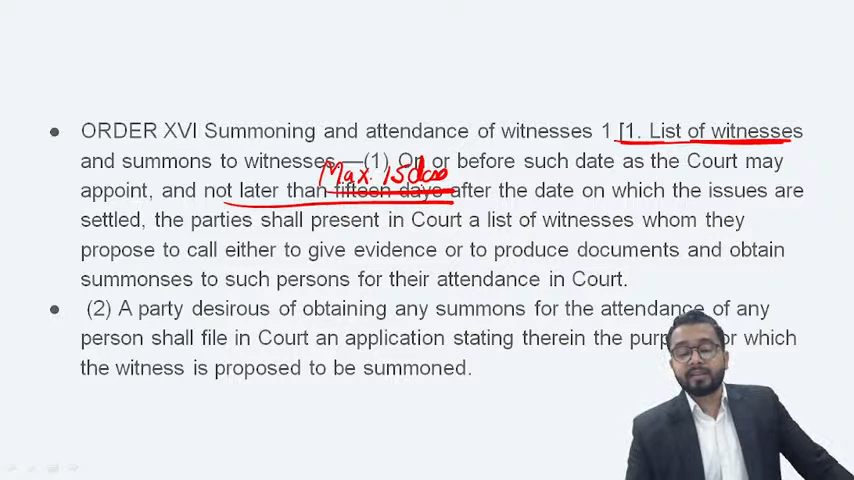 ● ORDER XVI Summoning and attendance of witnesses 1 [1. List of witnesses
and summons to witnesses.—(1) On or before such date as the Court may
Max. 15 days
appoint, and not later than fifteen days after the date on which the issues are
settled, the parties shall present in Court a list of witnesses whom they
propose to call either to give evidence or to produce documents and obtain
summonses to such persons for their attendance in Court.
● (2) A party desirous of obtaining any summons for the attendance of any
person shall file in Court an application stating therein the purp or which
the witness is proposed to be summoned.